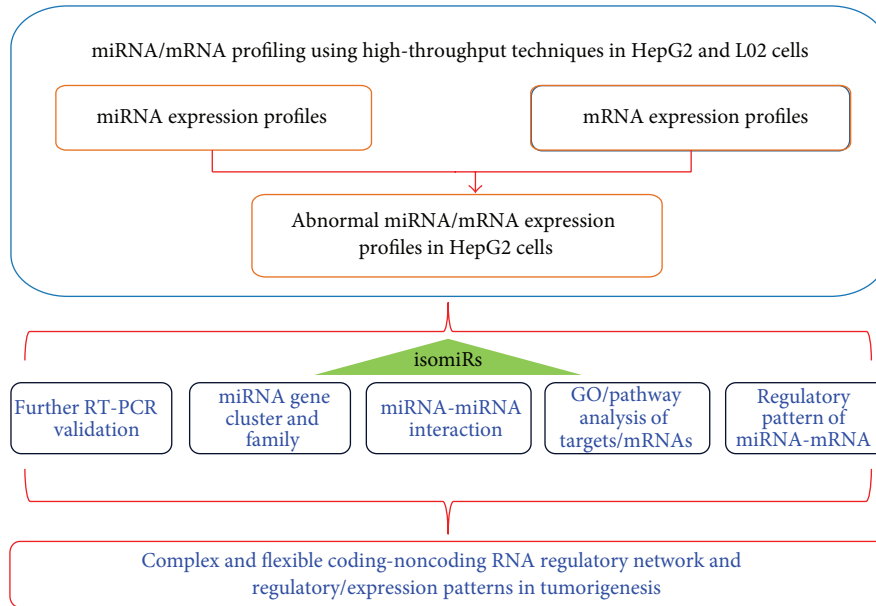 miRNA/mRNA profiling using high-throughput techniques in HepG2 and L02 cells
miRNA expression profiles
mRNA expression profiles
Abnormal miRNA/mRNA expression
profiles in HepG2 cells
isomiRs
Further RT-PCR
validation
miRNA gene
cluster and
family
miRNA-miRNA
interaction
GO/pathway
analysis of
targets/mRNAs
Regulatory
pattern of
miRNA-mRNA
Complex and flexible coding-noncoding RNA regulatory network and
regulatory/expression patterns in tumorigenesis